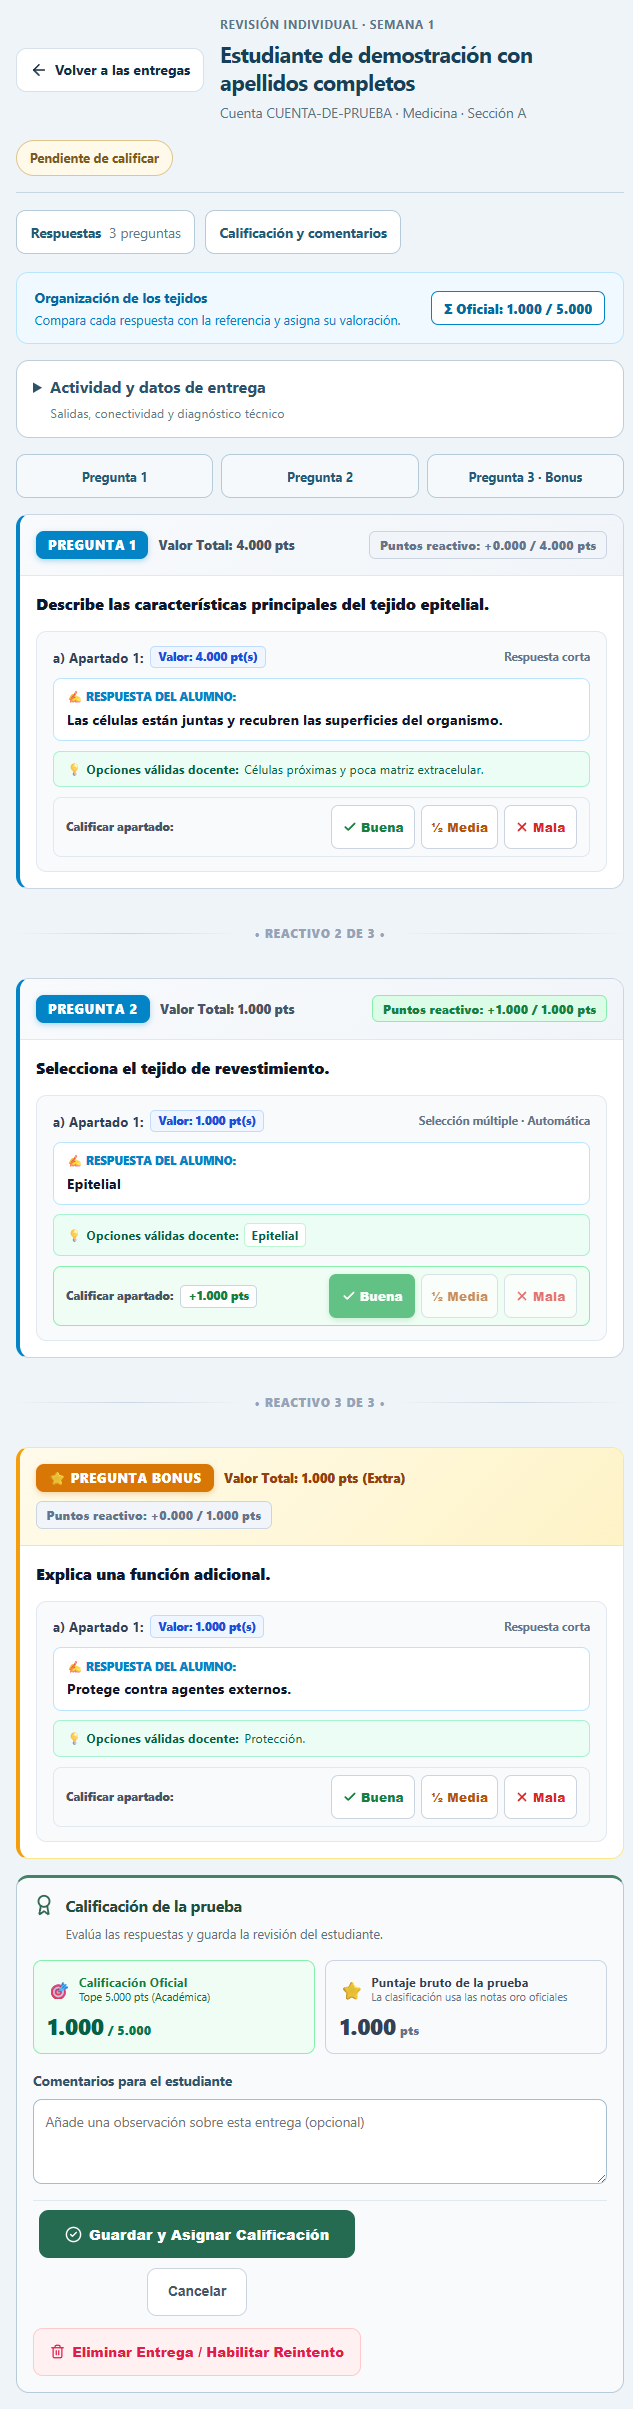 REVISIÓN INDIVIDUAL · SEMANA 1
← Volver a las entregas
Estudiante de demostración con
apellidos completos
Cuenta CUENTA-DE-PRUEBA · Medicina · Sección A
Pendiente de calificar
Respuestas 3 preguntas
Calificación y comentarios
Organización de los tejidos
Compara cada respuesta con la referencia y asigna su valoración.
Σ Oficial: 1.000 / 5.000
Actividad y datos de entrega
Salidas, conectividad y diagnóstico técnico
Pregunta 1
Pregunta 2
Pregunta 3 · Bonus
PREGUNTA 1
Valor Total: 4.000 pts
Puntos reactivo: +0.000 / 4.000 pts
Describe las características principales del tejido epitelial.
a) Apartado 1: Valor: 4.000 pt(s)
Respuesta corta
RESPUESTA DEL ALUMNO:
Las células están juntas y recubren las superficies del organismo.
Opciones válidas docente: Células próximas y poca matriz extracelular.
Calificar apartado:
✓ Buena
½ Media
✕ Mala
• REACTIVO 2 DE 3 •
PREGUNTA 2
Valor Total: 1.000 pts
Puntos reactivo: +1.000 / 1.000 pts
Selecciona el tejido de revestimiento.
a) Apartado 1: Valor: 1.000 pt(s)
Selección múltiple · Automática
RESPUESTA DEL ALUMNO:
Epitelial
Opciones válidas docente: Epitelial
Calificar apartado: +1.000 pts
✓ Buena
½ Media
✕ Mala
• REACTIVO 3 DE 3 •
PREGUNTA BONUS
Valor Total: 1.000 pts (Extra)
Puntos reactivo: +0.000 / 1.000 pts
Explica una función adicional.
a) Apartado 1: Valor: 1.000 pt(s)
Respuesta corta
RESPUESTA DEL ALUMNO:
Protege contra agentes externos.
Opciones válidas docente: Protección.
Calificar apartado:
✓ Buena
½ Media
✕ Mala
Calificación de la prueba
Evalúa las respuestas y guarda la revisión del estudiante.
Calificación Oficial
Tope 5.000 pts (Académica)
1.000 / 5.000
Puntaje bruto de la prueba
La clasificación usa las notas oro oficiales
1.000 pts
Comentarios para el estudiante
Añade una observación sobre esta entrega (opcional)
Guardar y Asignar Calificación
Cancelar
Eliminar Entrega / Habilitar Reintento